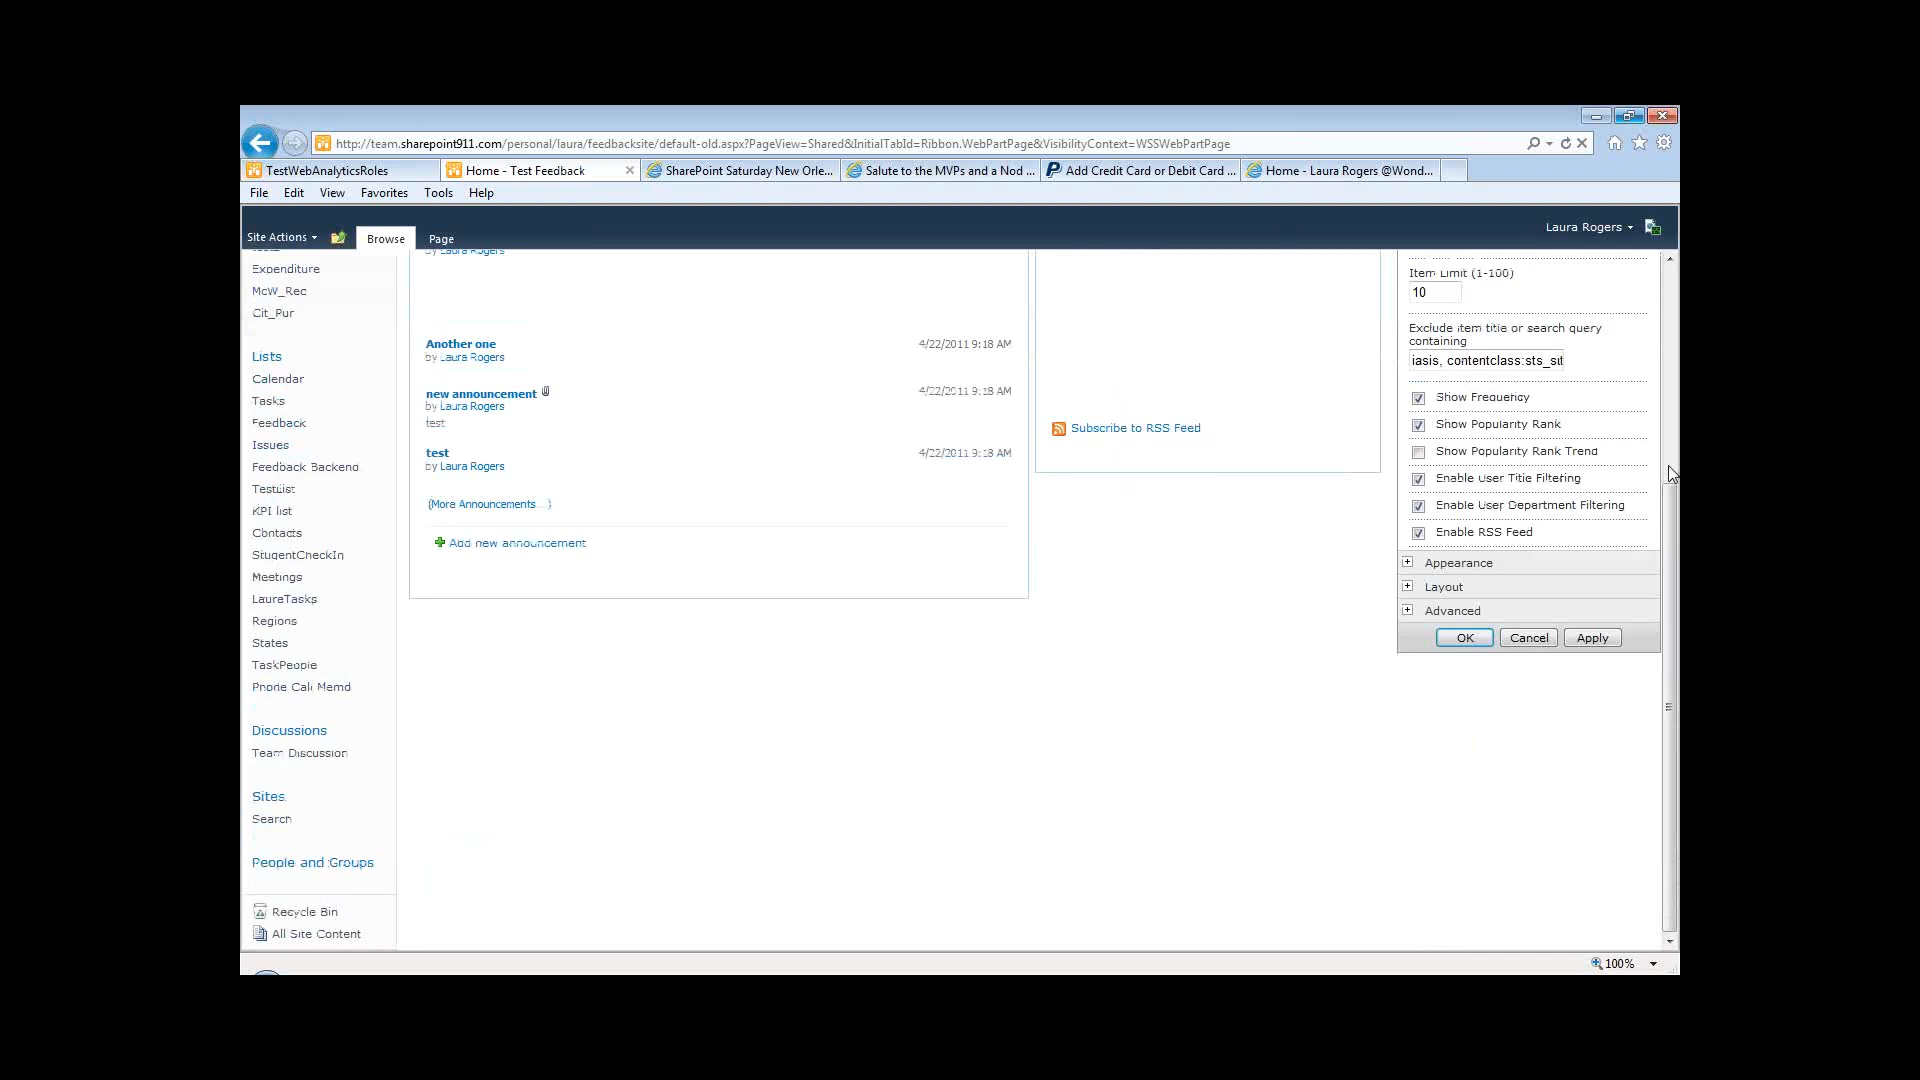 http://team.sharepoint911.com/personal/laura/feedbacksite/default-old.aspx?PageView=Shared&InitialTabId=Ribbon.WebPartPage&VisibilityContext=WSSWebPartPage
TestWebAnalyticsRoles
Home - Test Feedback
SharePoint Saturday New Orle...
Salute to the MVPs and a Nod ...
Add Credit Card or Debit Card ...
Home - Laura Rogers @Wond...
File Edit View Favorites Tools Help
Site Actions
Browse
Page
Laura Rogers
Expenditure
McW_Rec
Cit_Pur
Lists
Calendar
Tasks
Feedback
Issues
Feedback Backend
TestList
KPI list
Contacts
StudentCheckIn
Meetings
LauraTasks
Regions
States
TaskPeople
Phone Call Memo
Discussions
Team Discussion
Sites
Search
People and Groups
Recycle Bin
All Site Content
by Laura Rogers
Another one
4/22/2011 9:18 AM
by Laura Rogers
new announcement
4/22/2011 9:18 AM
by Laura Rogers
test
test
4/22/2011 9:18 AM
by Laura Rogers
(More Announcements...)
Add new announcement
Subscribe to RSS Feed
Item Limit (1-100)
10
Exclude item title or search query
containing
iasis, contentclass:sts_sit
Show Frequency
Show Popularity Rank
Show Popularity Rank Trend
Enable User Title Filtering
Enable User Department Filtering
Enable RSS Feed
Appearance
Layout
Advanced
OK
Cancel
Apply
100%